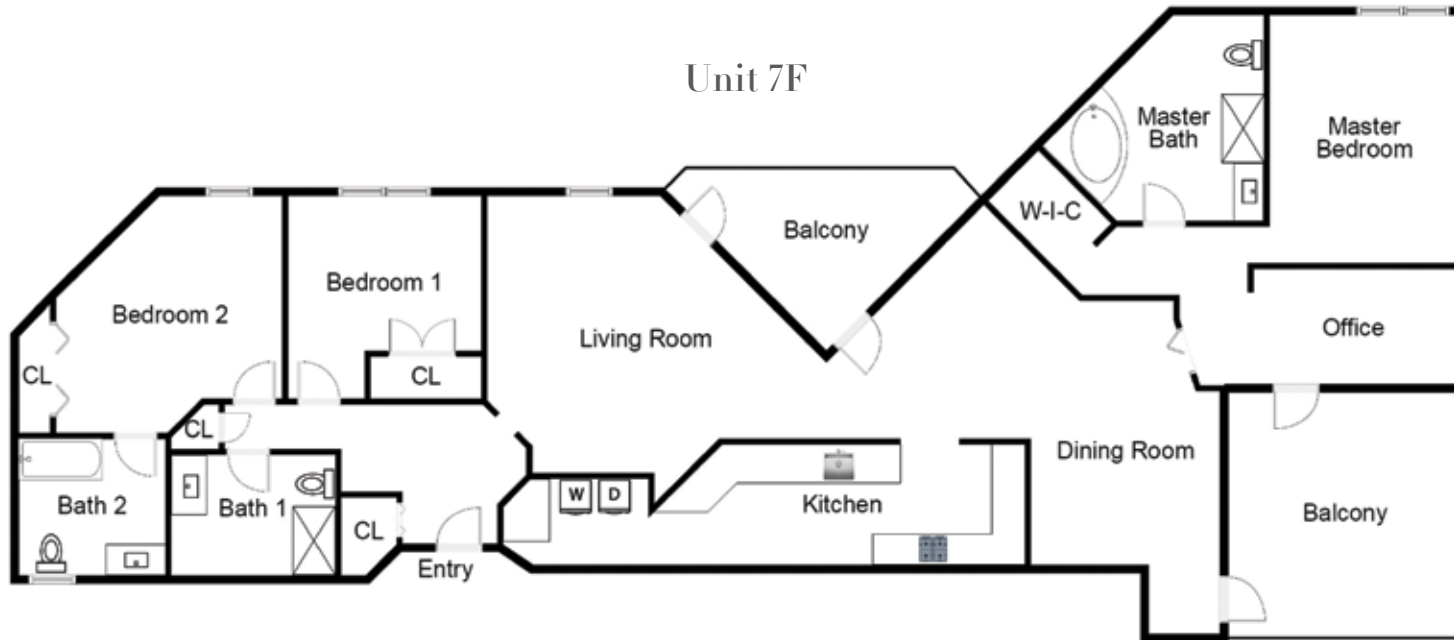 Unit 7F
Master
Bath
Master
Bedroom
W-I-C
Balcony
Bedroom 1
Bedroom 2
Living Room
Office
CL
CL
CL
Dining Room
Bath 2
Bath 1
W
D
Kitchen
Balcony
CL
Entry